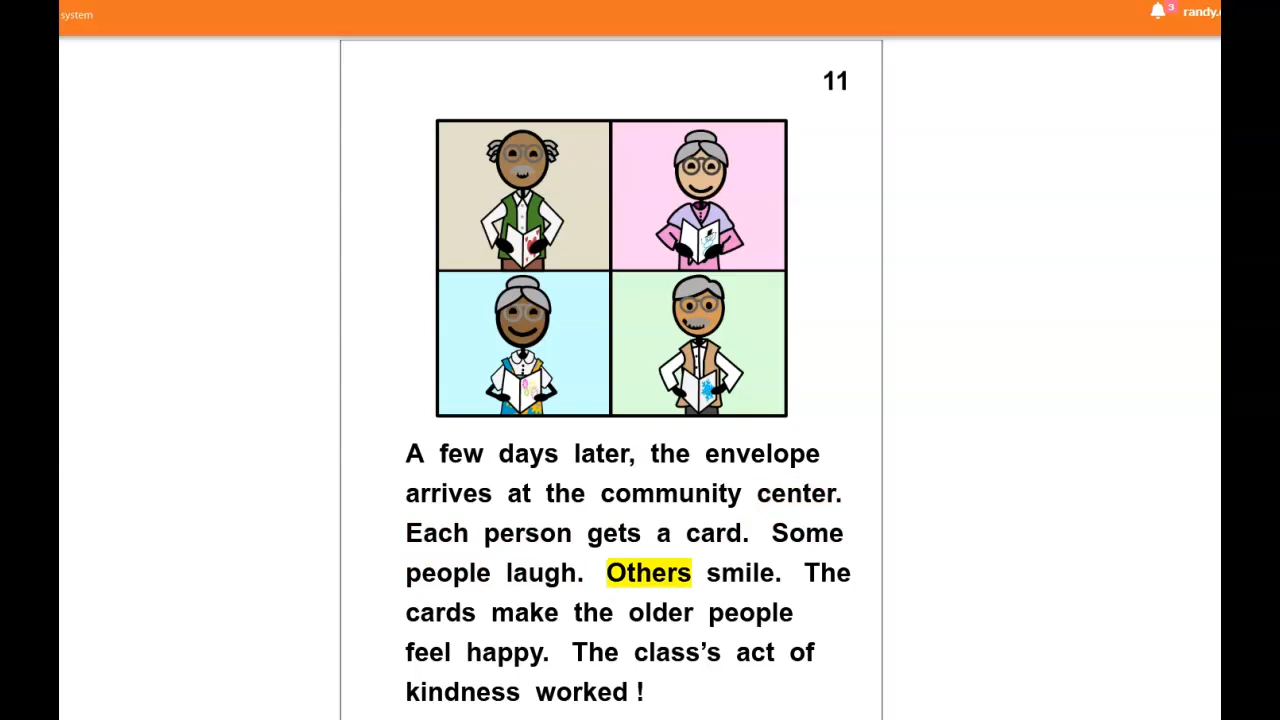 system
3
randy.
11
A few days later, the envelope
arrives at the community center.
Each person gets a card. Some
people laugh. Others smile. The
cards make the older people
feel happy. The class's act of
kindness worked !